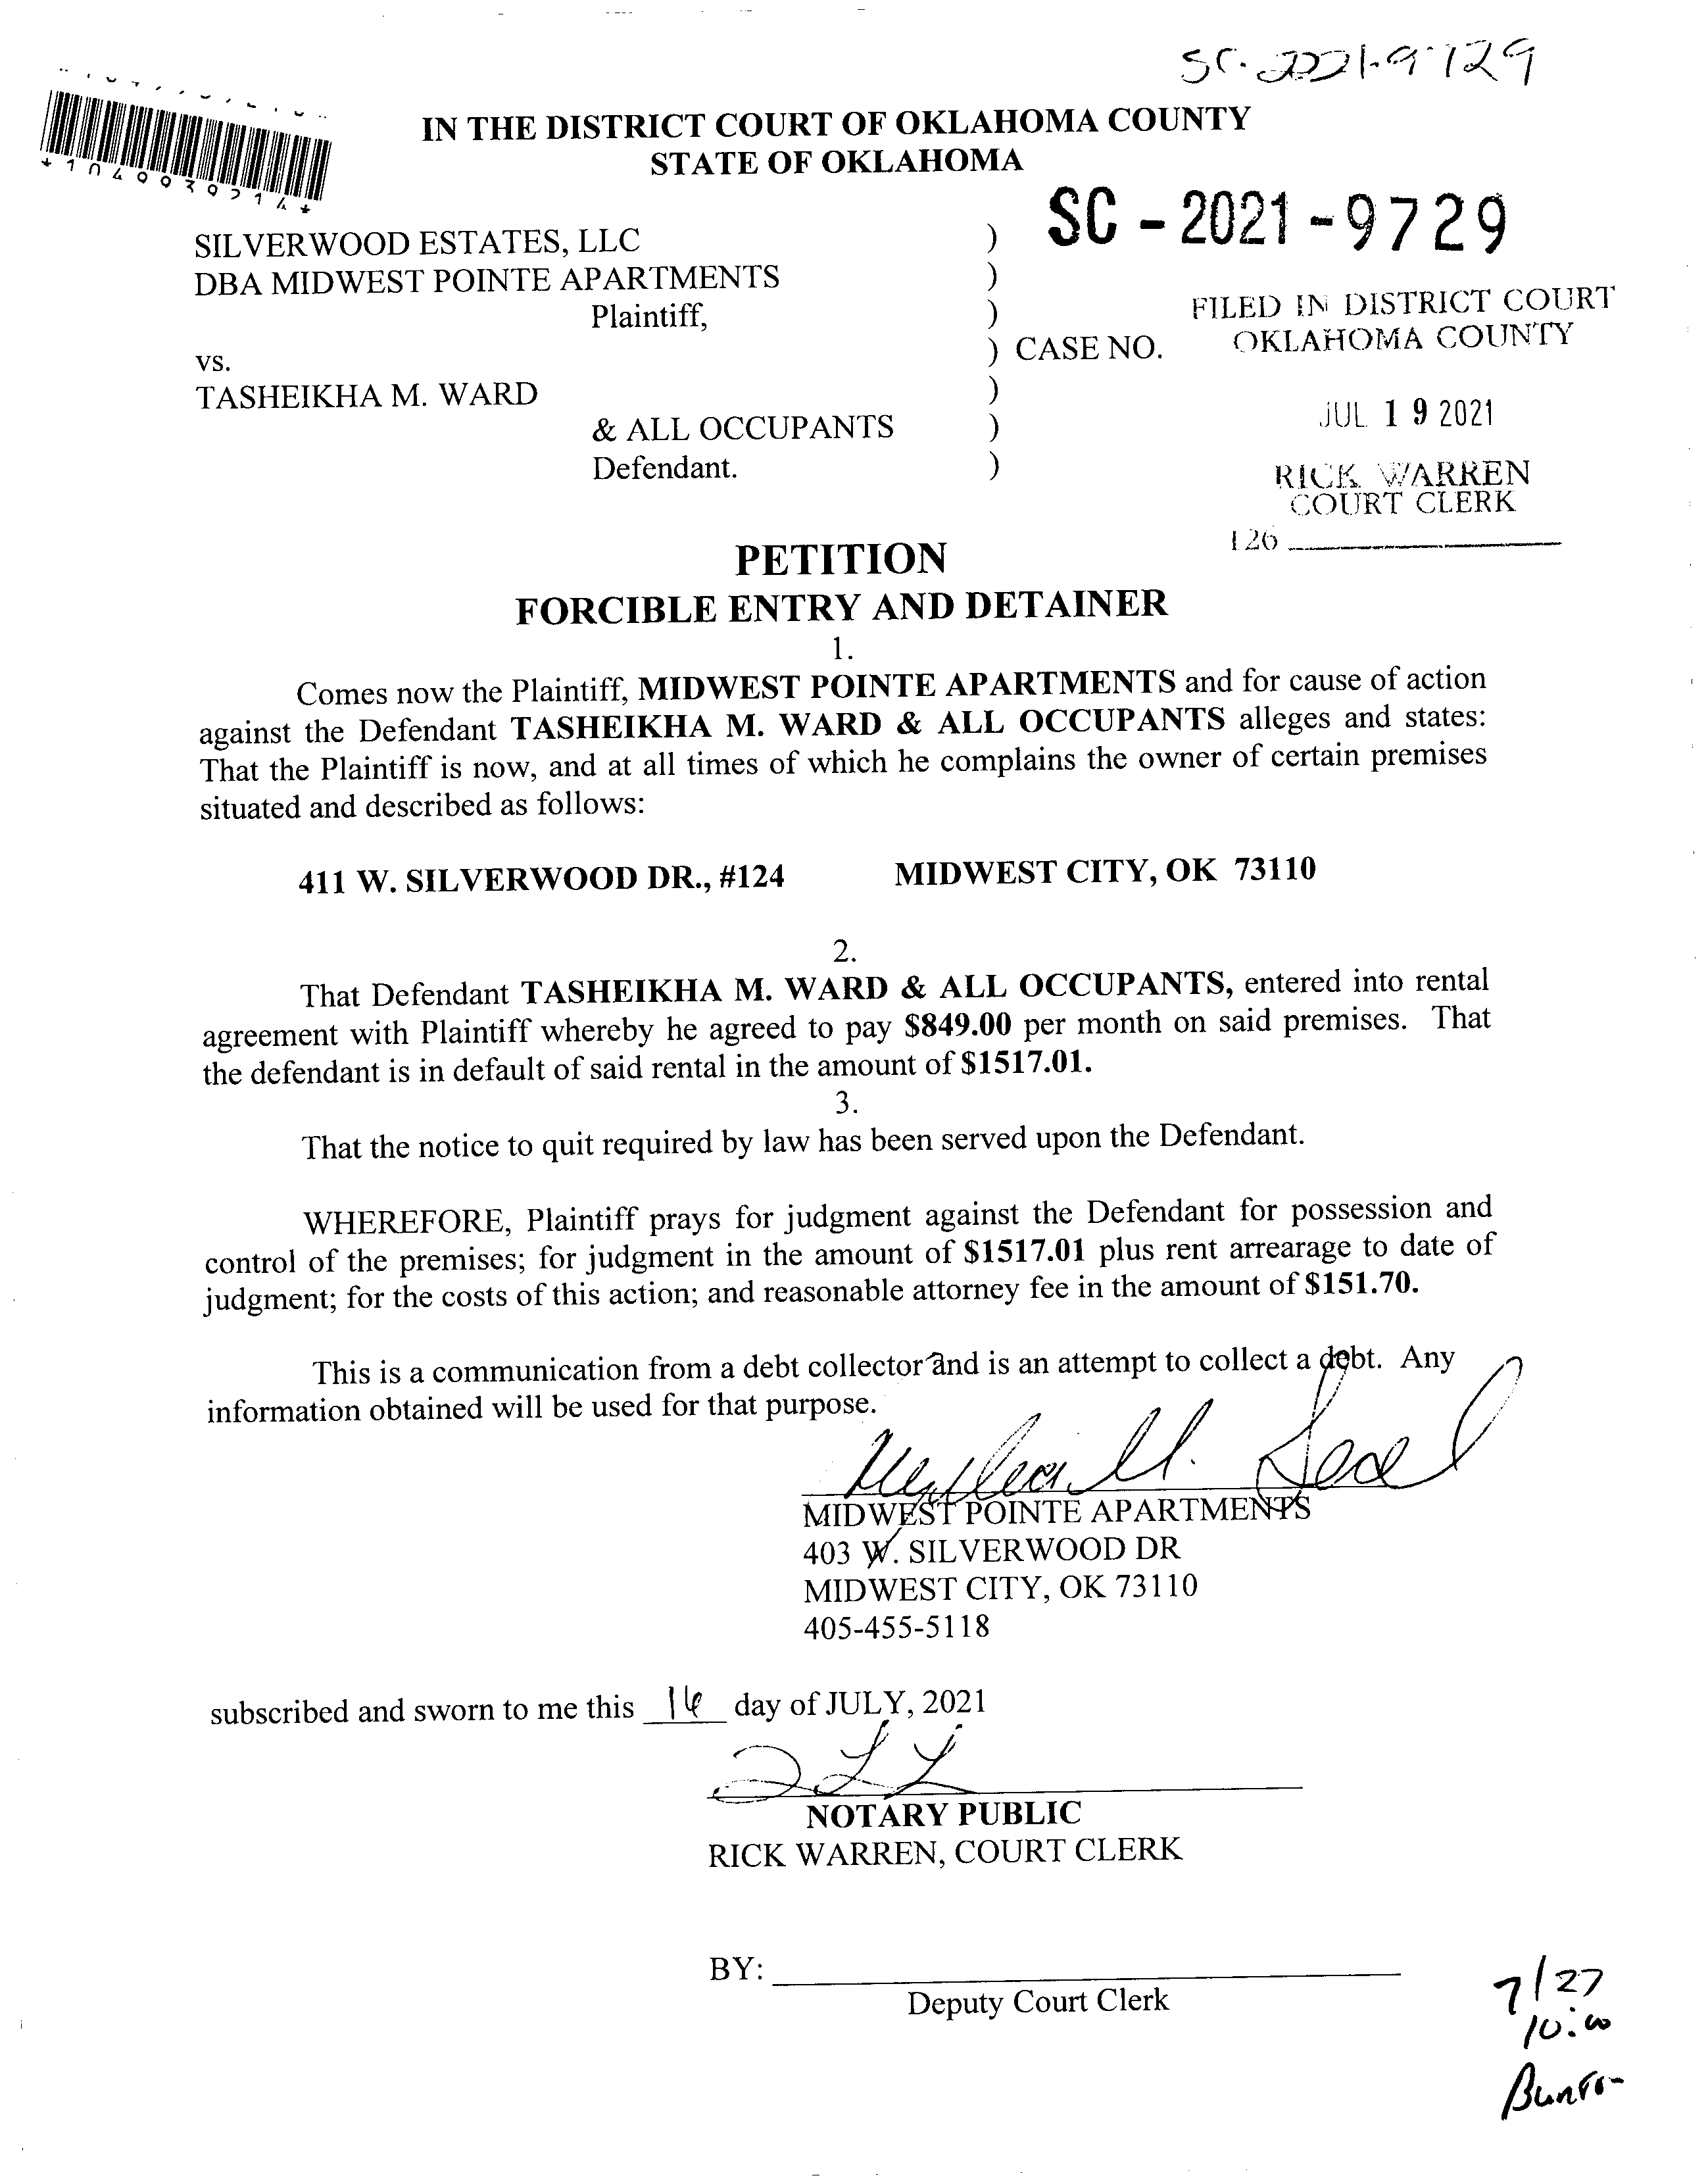 SC-2021-9729
IN THE DISTRICT COURT OF OKLAHOMA COUNTY
STATE OF OKLAHOMA
*1049939214*
SC-2021-9729
SILVERWOOD ESTATES, LLC )
DBA MIDWEST POINTE APARTMENTS )
Plaintiff, )
FILED IN DISTRICT COURT
OKLAHOMA COUNTY
vs. ) CASE NO.
TASHEIKHA M. WARD )
& ALL OCCUPANTS )
JUL 19 2021
Defendant. )
RICK WARREN
COURT CLERK
126
PETITION
FORCIBLE ENTRY AND DETAINER
1.
Comes now the Plaintiff, MIDWEST POINTE APARTMENTS and for cause of action
against the Defendant TASHEIKHA M. WARD & ALL OCCUPANTS alleges and states:
That the Plaintiff is now, and at all times of which he complains the owner of certain premises
situated and described as follows:
411 W. SILVERWOOD DR., #124 MIDWEST CITY, OK 73110
2.
That Defendant TASHEIKHA M. WARD & ALL OCCUPANTS, entered into rental
agreement with Plaintiff whereby he agreed to pay $849.00 per month on said premises. That
the defendant is in default of said rental in the amount of $1517.01.
3.
That the notice to quit required by law has been served upon the Defendant.
WHEREFORE, Plaintiff prays for judgment against the Defendant for possession and
control of the premises; for judgment in the amount of $1517.01 plus rent arrearage to date of
judgment; for the costs of this action; and reasonable attorney fee in the amount of $151.70.
This is a communication from a debt collector and is an attempt to collect a debt. Any
information obtained will be used for that purpose.
MIDWEST POINTE APARTMENTS
403 W. SILVERWOOD DR
MIDWEST CITY, OK 73110
405-455-5118
subscribed and sworn to me this 16 day of JULY, 2021
NOTARY PUBLIC
RICK WARREN, COURT CLERK
BY:
Deputy Court Clerk
7/27
10:00